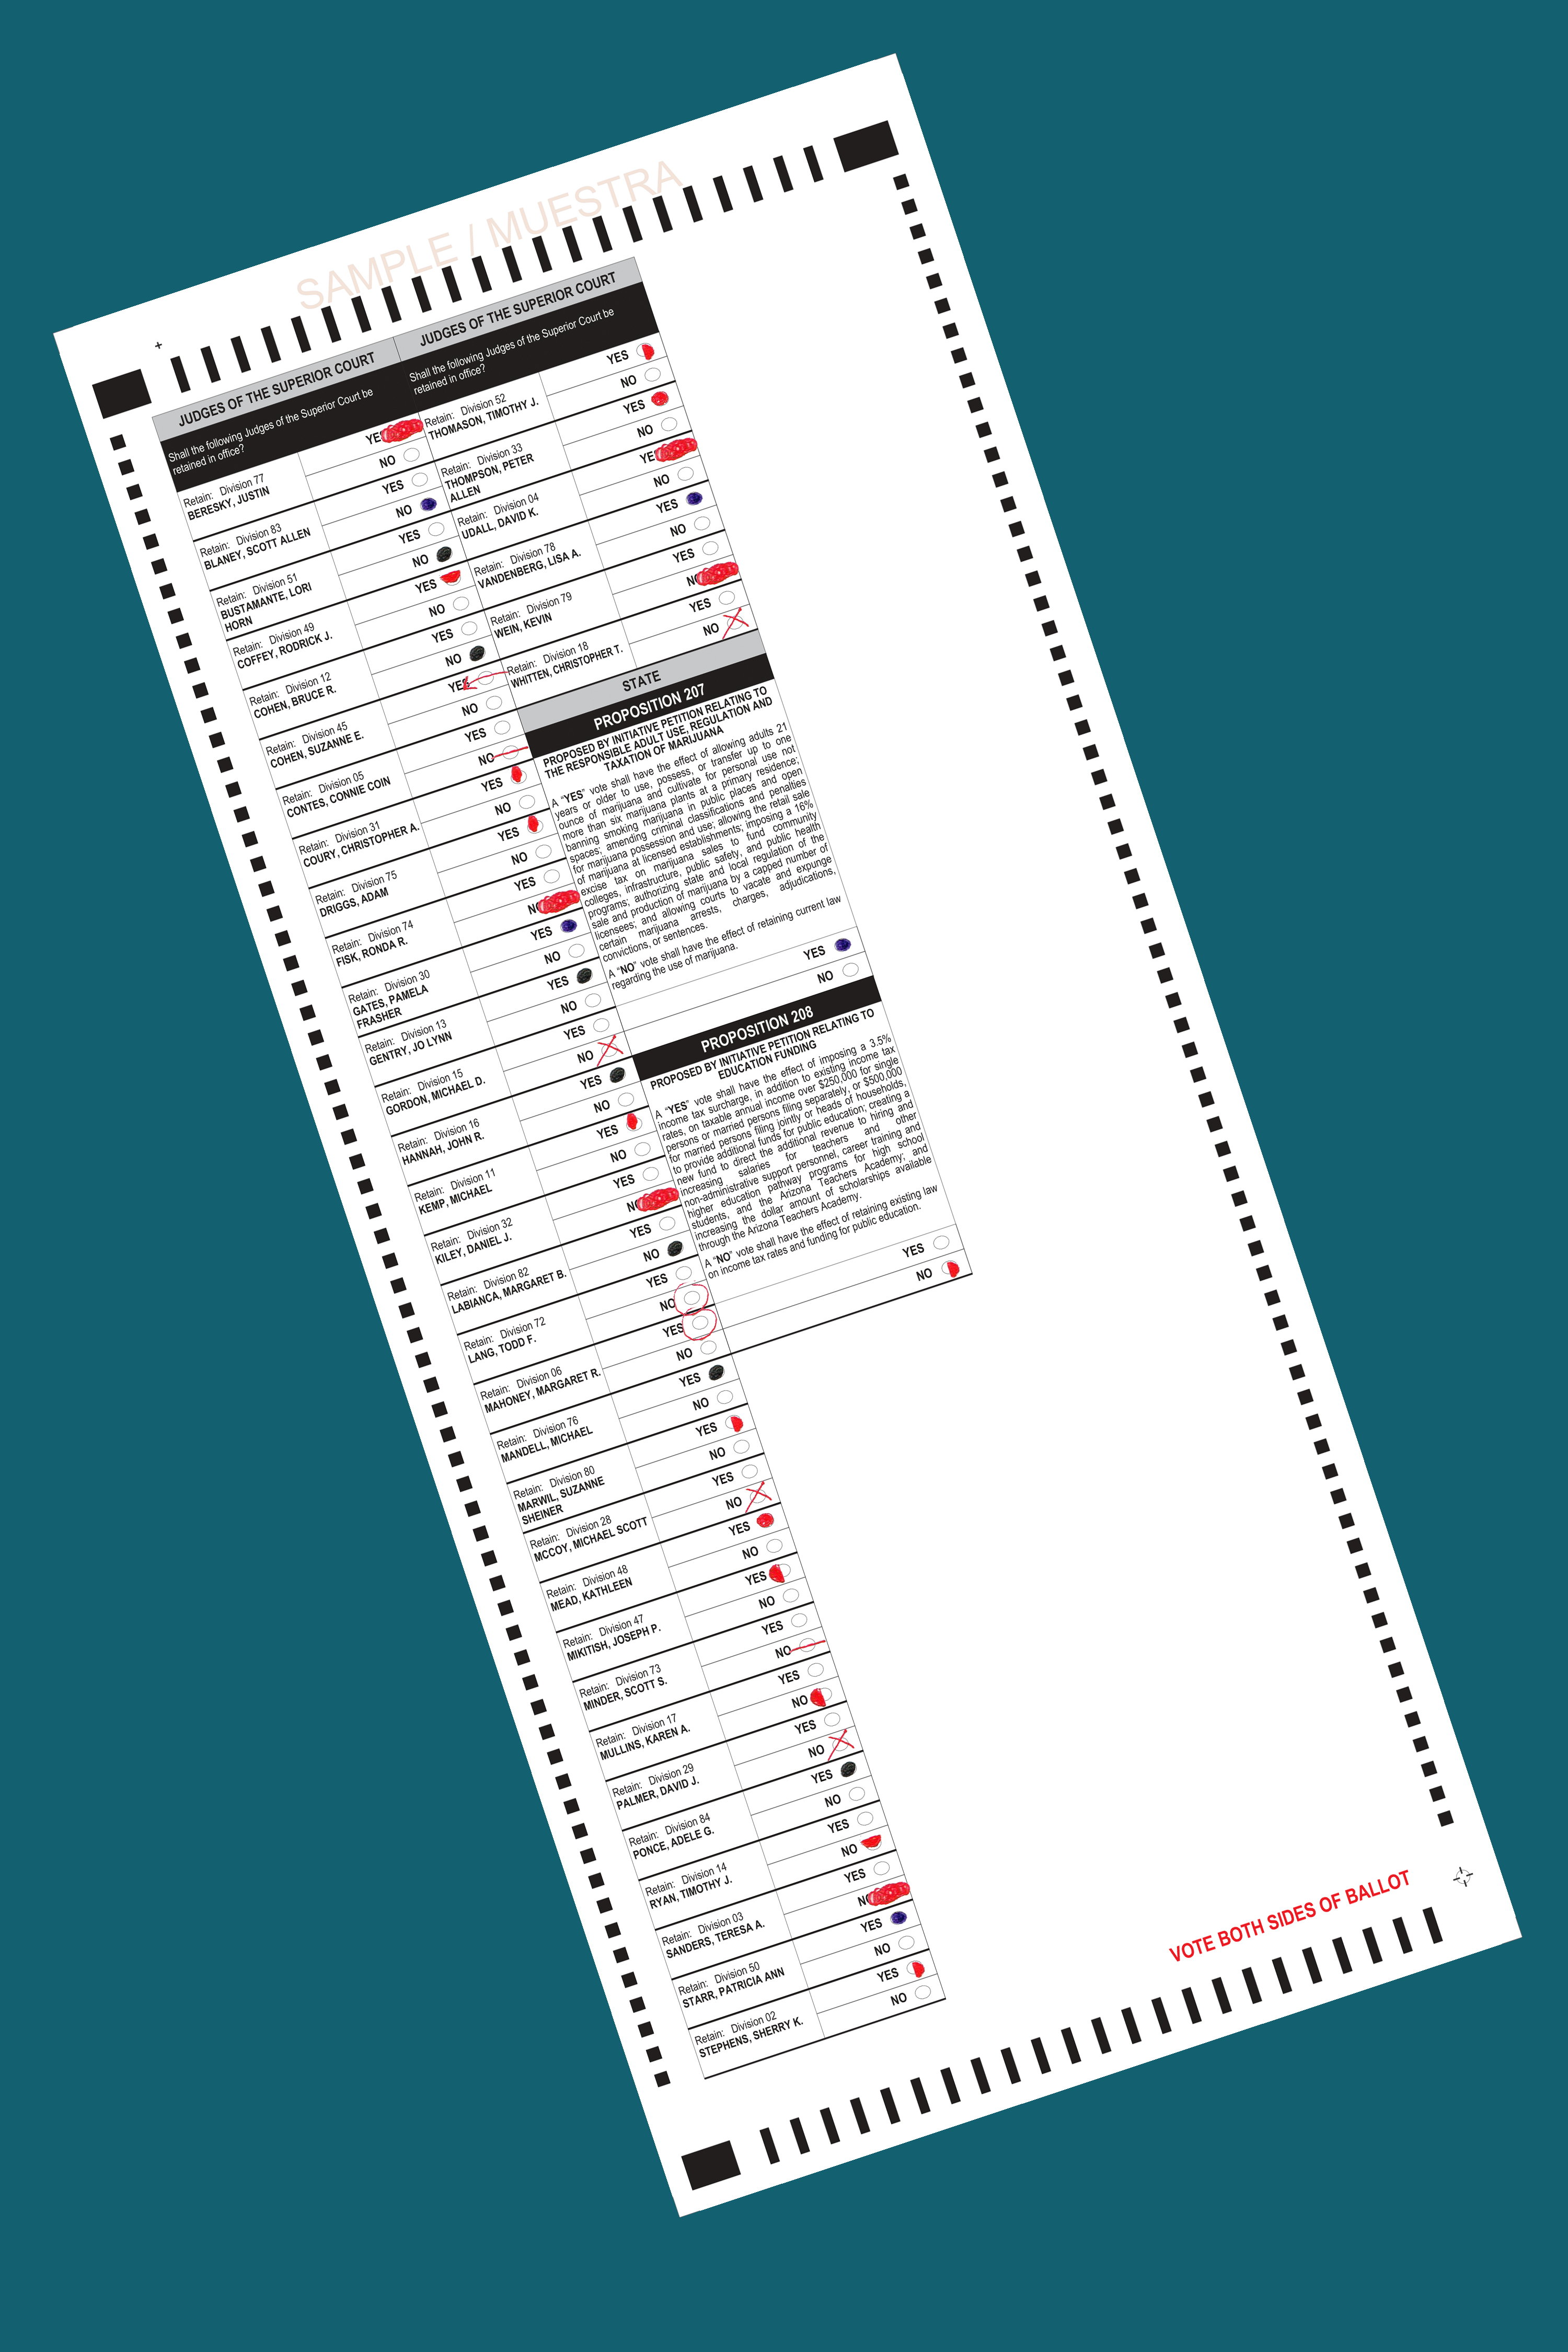 SAMPLE / MUESTRA
JUDGES OF THE SUPERIOR COURT
Shall the following Judges of the Superior Court be
retained in office?
Retain: Division 77
BERESKY, JUSTIN
YES
NO
Retain: Division 83
BLANEY, SCOTT ALLEN
YES
NO
Retain: Division 51
BUSTAMANTE, LORI
HORN
YES
NO
Retain: Division 49
COFFEY, RODRICK J.
YES
NO
Retain: Division 12
COHEN, BRUCE R.
YES
NO
Retain: Division 45
COHEN, SUZANNE E.
YES
NO
Retain: Division 05
CONTES, CONNIE COIN
YES
NO
Retain: Division 31
COURY, CHRISTOPHER A.
YES
NO
Retain: Division 75
DRIGGS, ADAM
YES
NO
Retain: Division 74
FISK, RONDA R.
YES
NO
Retain: Division 30
GATES, PAMELA
FRASHER
YES
NO
Retain: Division 13
GENTRY, JO LYNN
YES
NO
Retain: Division 15
GORDON, MICHAEL D.
YES
NO
Retain: Division 16
HANNAH, JOHN R.
YES
NO
Retain: Division 11
KEMP, MICHAEL
YES
NO
Retain: Division 32
KILEY, DANIEL J.
YES
NO
Retain: Division 82
LABIANCA, MARGARET B.
YES
NO
Retain: Division 72
LANG, TODD F.
YES
NO
Retain: Division 06
MAHONEY, MARGARET R.
YES
NO
Retain: Division 76
MANDELL, MICHAEL
YES
NO
Retain: Division 80
MARWIL, SUZANNE
SHEINER
YES
NO
Retain: Division 28
MCCOY, MICHAEL SCOTT
YES
NO
Retain: Division 48
MEAD, KATHLEEN
YES
NO
Retain: Division 47
MIKITISH, JOSEPH P.
YES
NO
Retain: Division 73
MINDER, SCOTT S.
YES
NO
Retain: Division 17
MULLINS, KAREN A.
YES
NO
Retain: Division 29
PALMER, DAVID J.
YES
NO
Retain: Division 84
PONCE, ADELE G.
YES
NO
Retain: Division 14
RYAN, TIMOTHY J.
YES
NO
Retain: Division 03
SANDERS, TERESA A.
YES
NO
Retain: Division 50
STARR, PATRICIA ANN
YES
NO
Retain: Division 02
STEPHENS, SHERRY K.
YES
NO
JUDGES OF THE SUPERIOR COURT
Shall the following Judges of the Superior Court be
retained in office?
Retain: Division 52
THOMASON, TIMOTHY J.
YES
NO
Retain: Division 33
THOMPSON, PETER
ALLEN
YES
NO
Retain: Division 04
UDALL, DAVID K.
YES
NO
Retain: Division 78
VANDENBERG, LISA A.
YES
NO
Retain: Division 79
WEIN, KEVIN
YES
NO
Retain: Division 18
WHITTEN, CHRISTOPHER T.
YES
NO
STATE
PROPOSITION 207
PROPOSED BY INITIATIVE PETITION RELATING TO
THE RESPONSIBLE ADULT USE, REGULATION AND
TAXATION OF MARIJUANA
A “YES” vote shall have the effect of allowing adults 21
years or older to use, possess, or transfer up to one
ounce of marijuana and cultivate for personal use not
more than six marijuana plants at a primary residence;
banning smoking marijuana in public places and open
spaces; amending criminal classifications and penalties
for marijuana possession and use; allowing the retail sale
of marijuana at licensed establishments; imposing a 16%
excise tax on marijuana sales to fund community
colleges, infrastructure, public safety, and public health
programs; authorizing state and local regulation of the
sale and production of marijuana by a capped number of
licensees; and allowing courts to vacate and expunge
certain marijuana arrests, charges, adjudications,
convictions, or sentences.
A “NO” vote shall have the effect of retaining current law
regarding the use of marijuana.
YES
NO
PROPOSITION 208
PROPOSED BY INITIATIVE PETITION RELATING TO
EDUCATION FUNDING
A “YES” vote shall have the effect of imposing a 3.5%
income tax surcharge, in addition to existing income tax
rates, on taxable annual income over $250,000 for single
persons or married persons filing separately, or $500,000
for married persons filing jointly or heads of households,
to provide additional funds for public education; creating a
new fund to direct the additional revenue to hiring and
increasing salaries for teachers and other
non-administrative support personnel, career training and
higher education pathway programs for high school
students, and the Arizona Teachers Academy; and
increasing the dollar amount of scholarships available
through the Arizona Teachers Academy.
A “NO” vote shall have the effect of retaining existing law
on income tax rates and funding for public education.
YES
NO
VOTE BOTH SIDES OF BALLOT